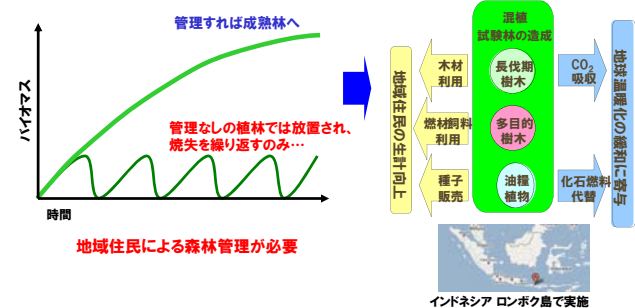 管理すれば成熟林へ
バイオマス
管理なしの植林では放置され、
焼失を繰り返すのみ…
時間
地域住民による森林管理が必要
混植
試験林の造成
地域住民の生計向上
木材
利用
長伐期
樹木
CO₂
吸収
燃材飼料
利用
多目的
樹木
種子
販売
油糧
植物
化石燃料
代替
地球温暖化の緩和に寄与
インドネシア ロンボク島で実施